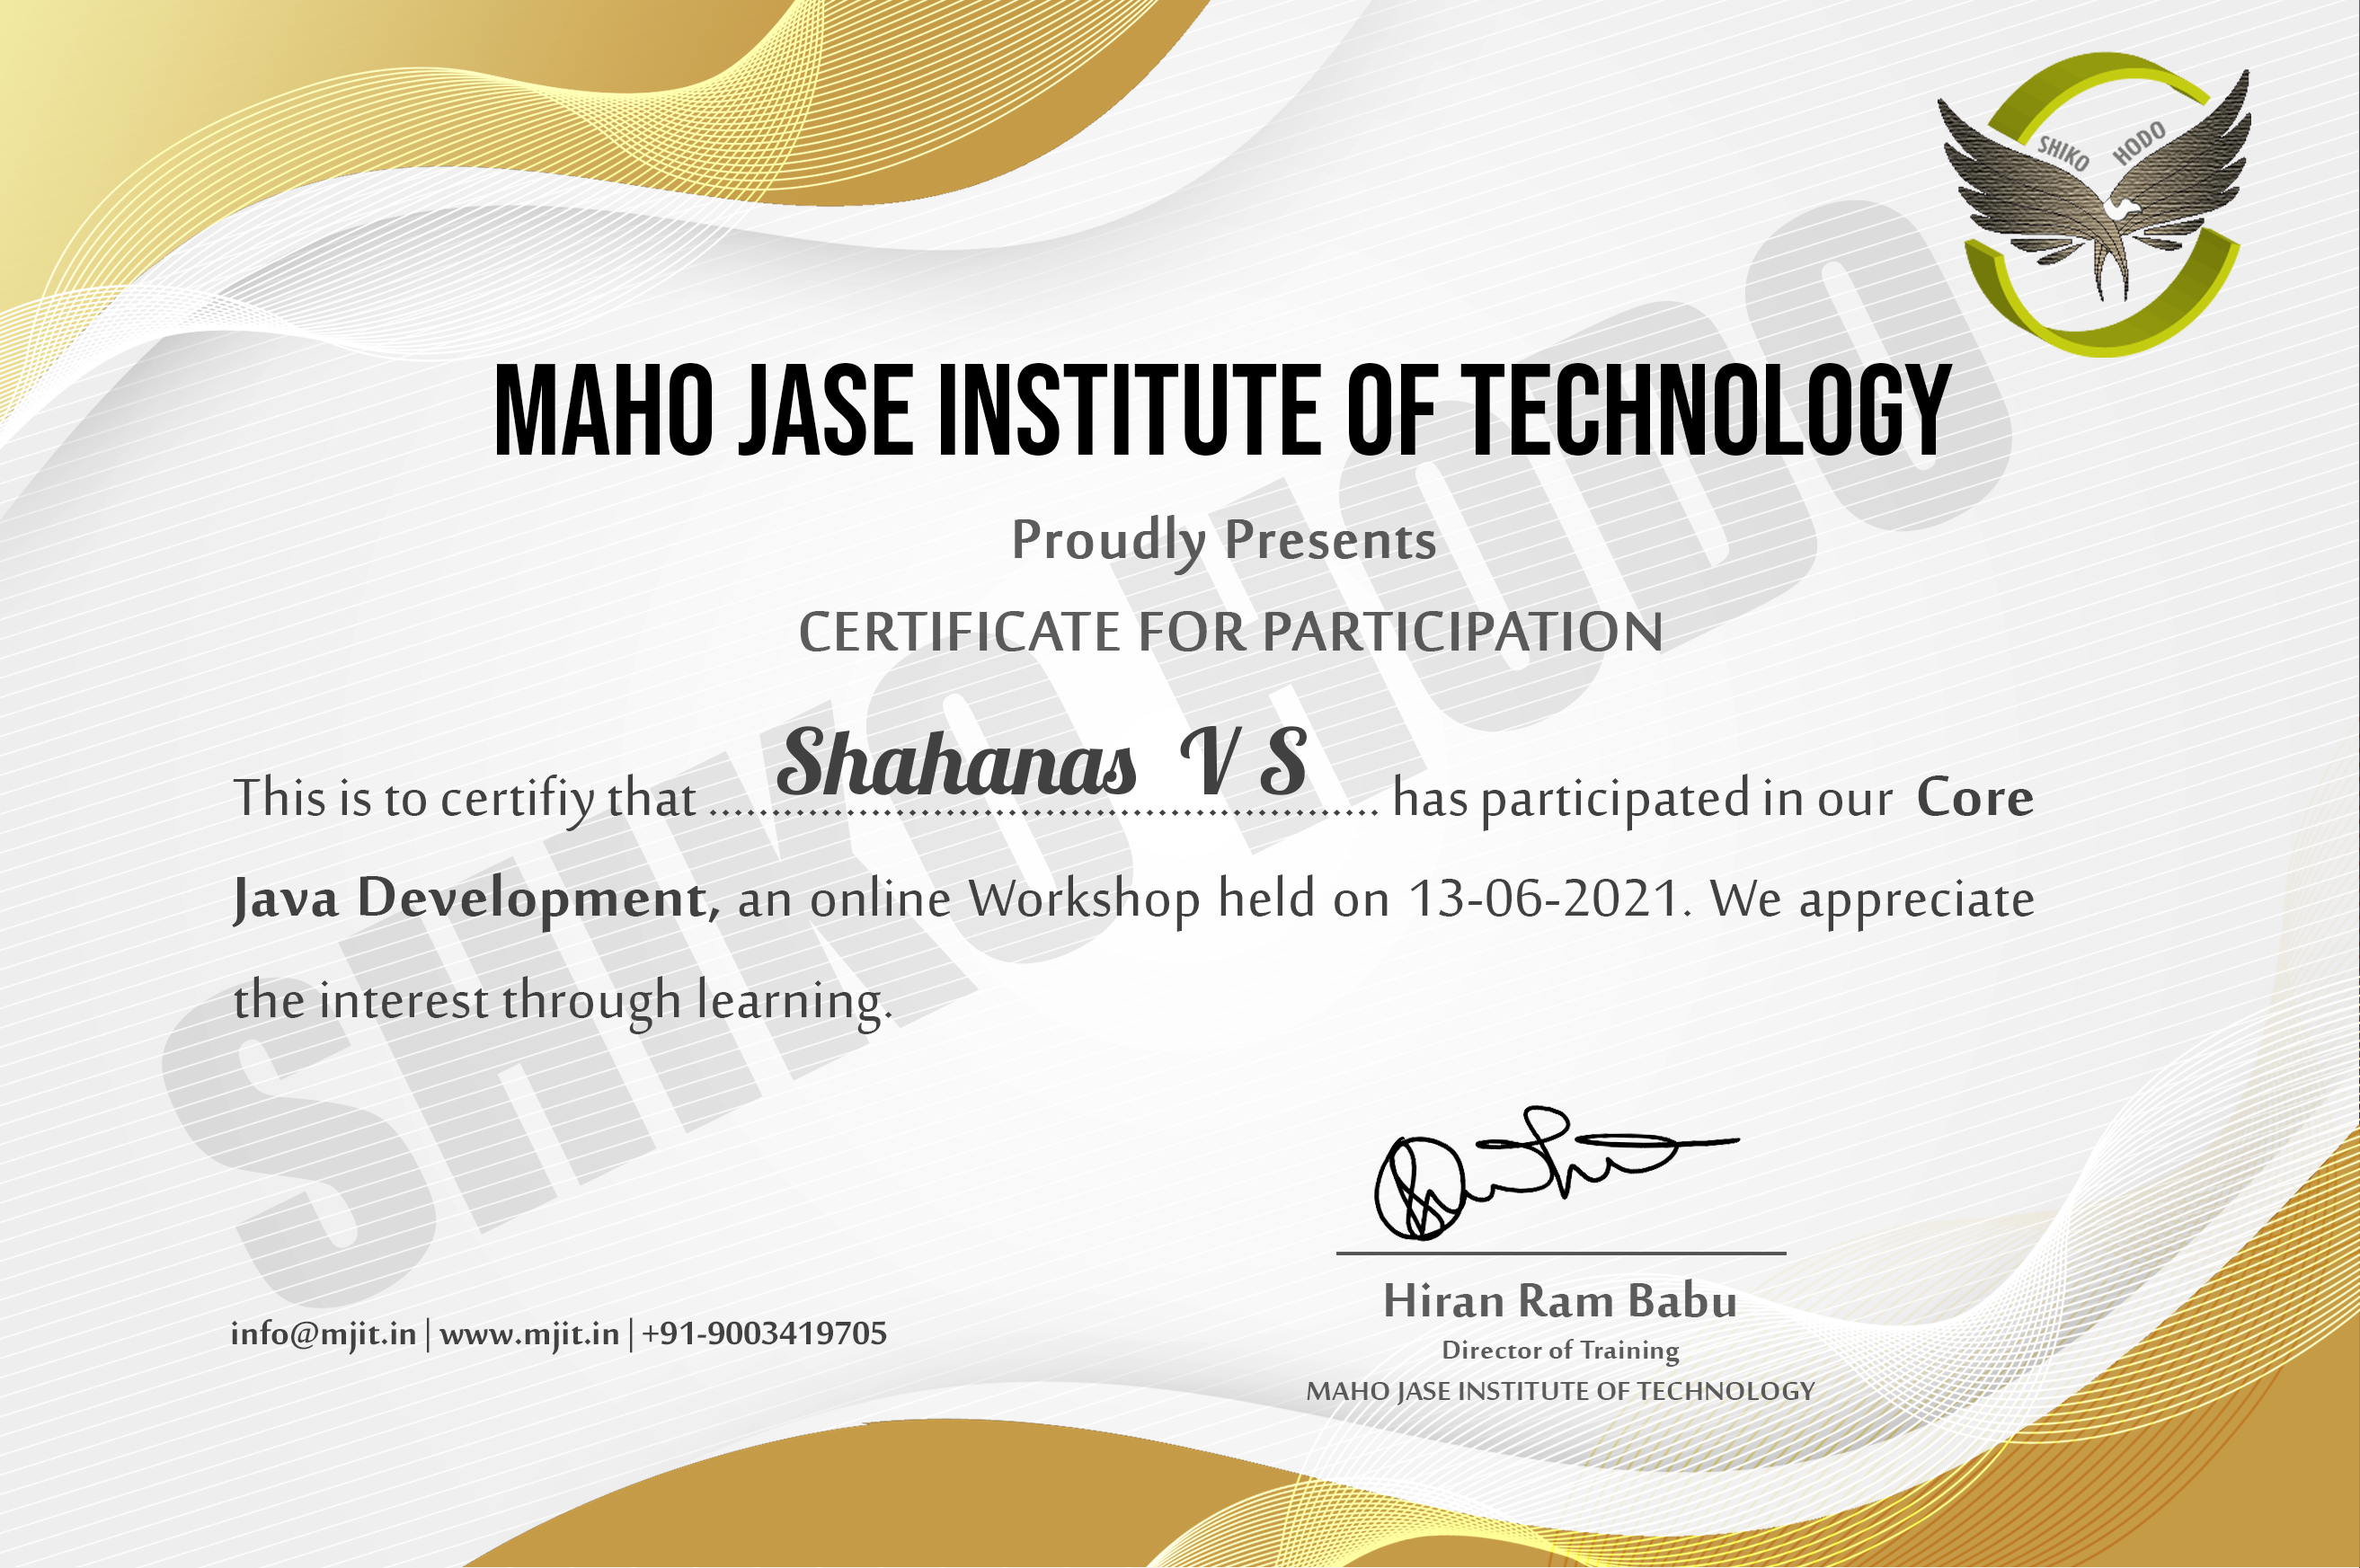 SHIKO HODO
MAHO JASE INSTITUTE OF TECHNOLOGY
Proudly Presents
CERTIFICATE FOR PARTICIPATION
This is to certifiy that Shahanas V S has participated in our Core
Java Development, an online Workshop held on 13-06-2021. We appreciate
the interest through learning.
SHIKO HODO
Hiran Ram Babu
Director of Training
MAHO JASE INSTITUTE OF TECHNOLOGY
info@mjit.in | www.mjit.in | +91-9003419705